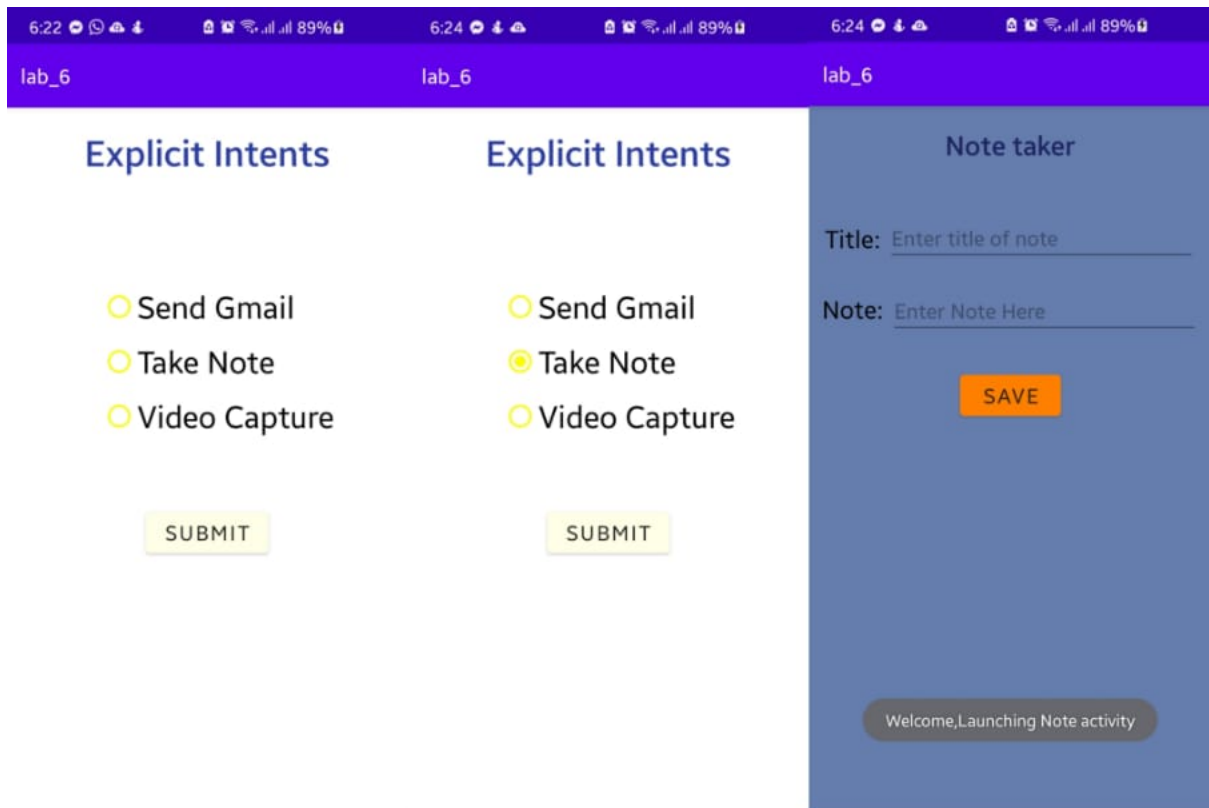 6:22 89%
lab_6
Explicit Intents
Send Gmail
Take Note
Video Capture
SUBMIT
6:24 89%
lab_6
Explicit Intents
Send Gmail
Take Note
Video Capture
SUBMIT
6:24 89%
lab_6
Note taker
Title: Enter title of note
Note: Enter Note Here
SAVE
Welcome,Launching Note activity